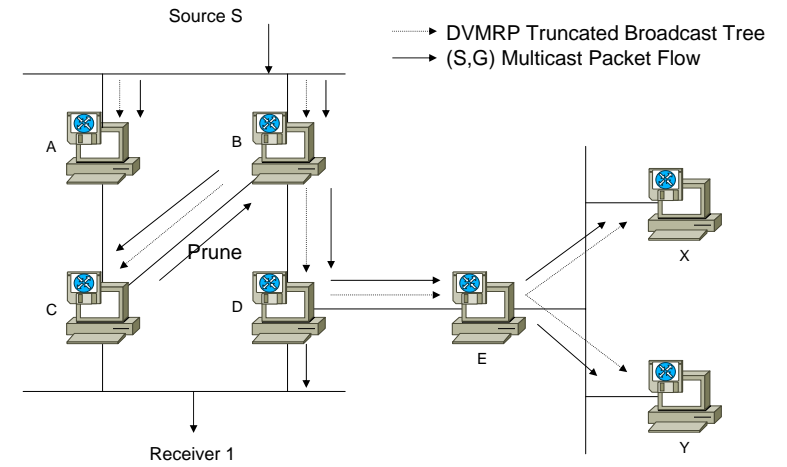 Source S
DVMRP Truncated Broadcast Tree
(S,G) Multicast Packet Flow
A
B
X
Prune
C
D
E
Y
Receiver 1